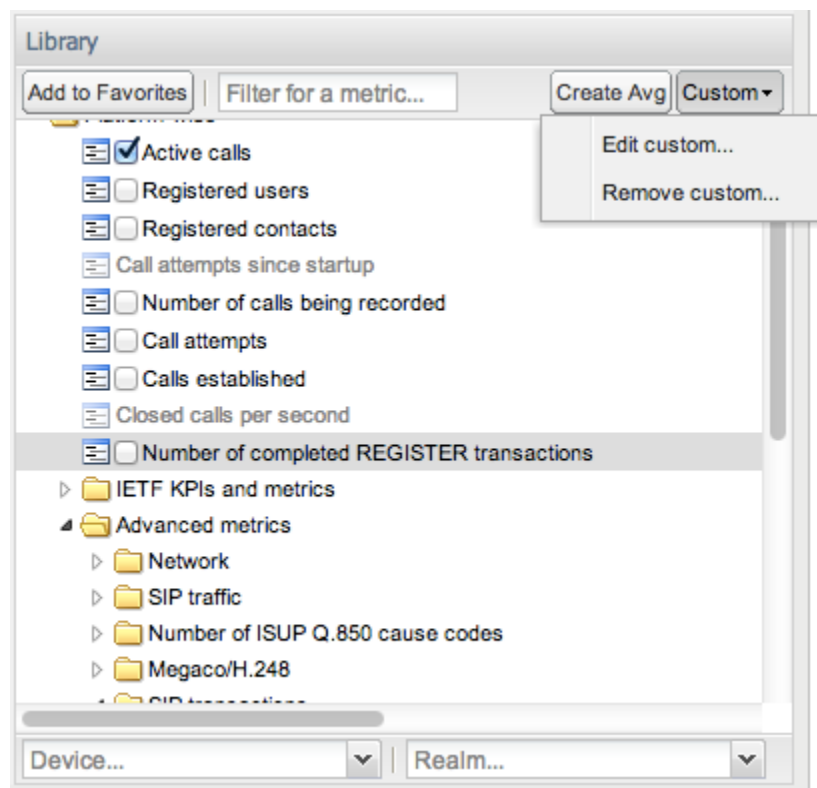 Library
Add to Favorites Filter for a metric... Create Avg Custom
Edit custom...
Remove custom...
Active calls
Registered users
Registered contacts
Call attempts since startup
Number of calls being recorded
Call attempts
Calls established
Closed calls per second
Number of completed REGISTER transactions
IETF KPIs and metrics
Advanced metrics
Network
SIP traffic
Number of ISUP Q.850 cause codes
Megaco/H.248
SIP transactions
Device... Realm...